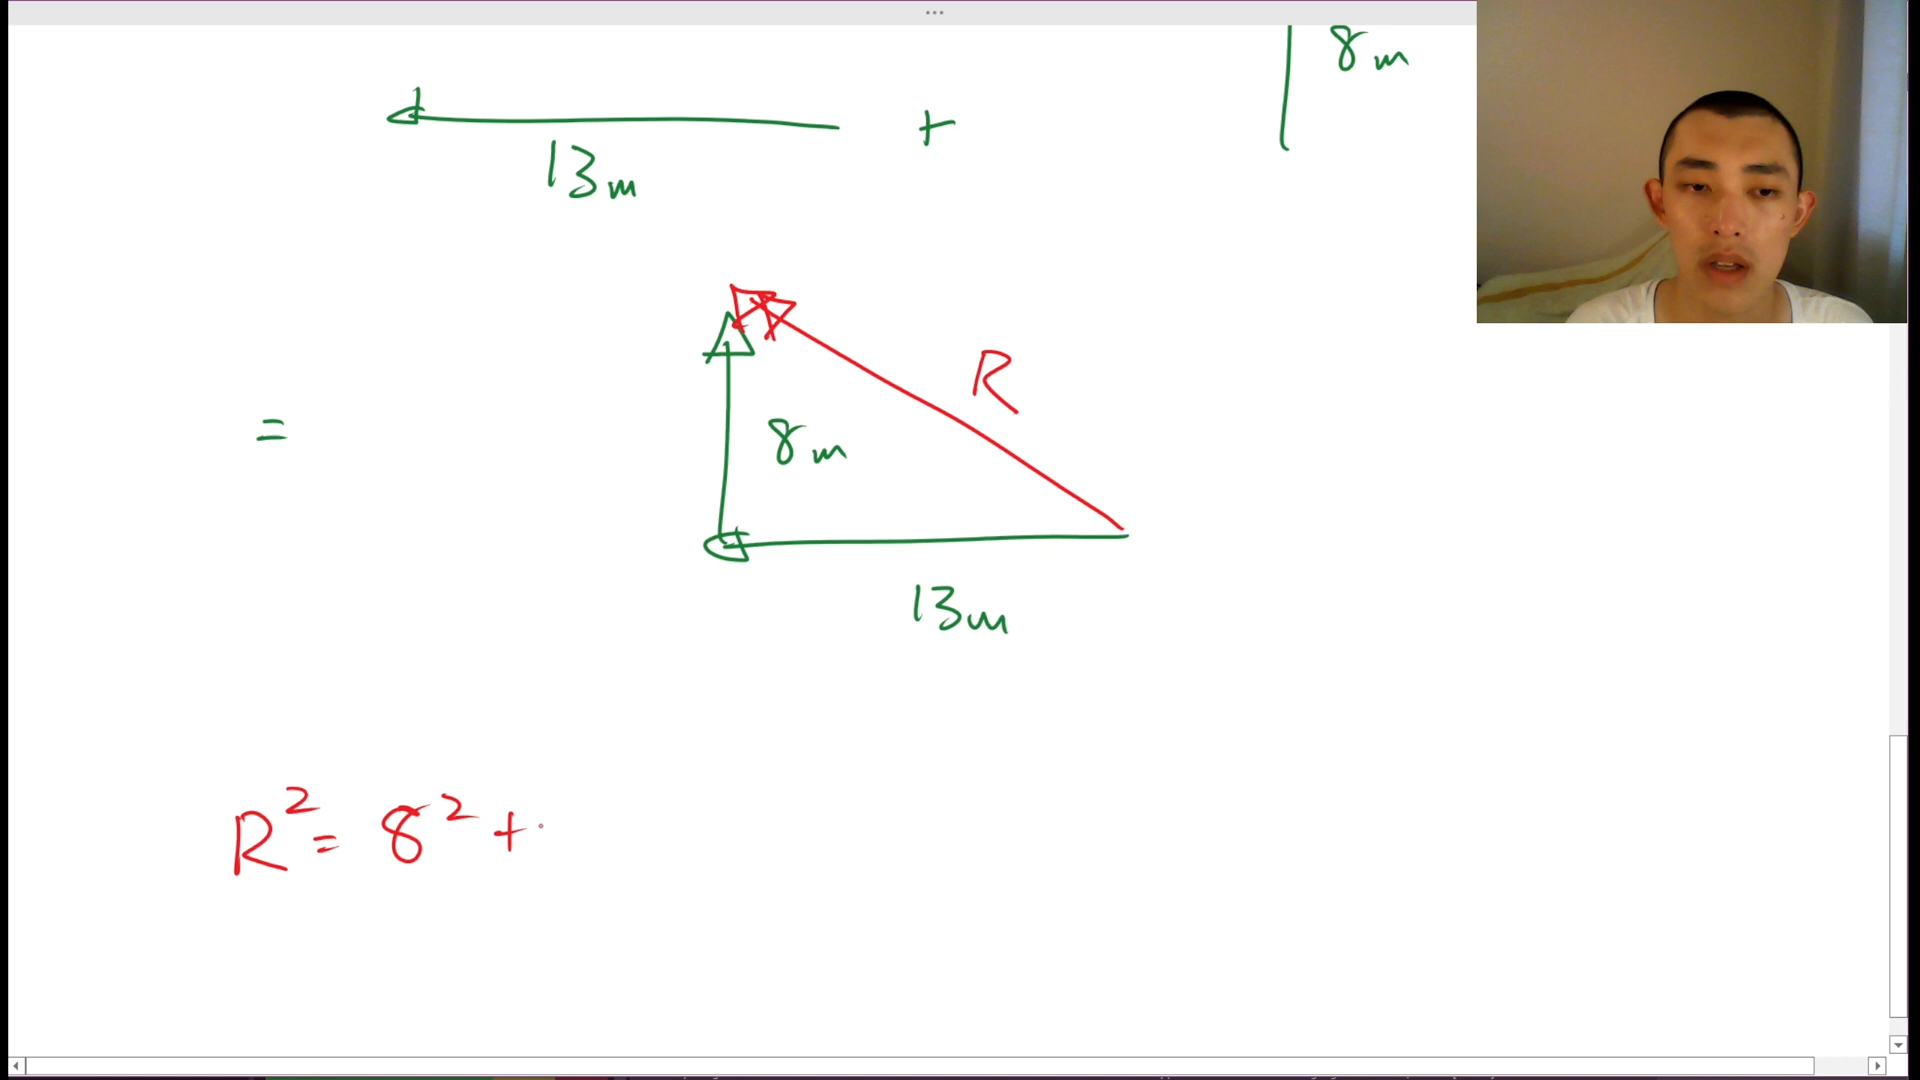 8m
+
13m
R
=
8m
13m
R² = 8² +